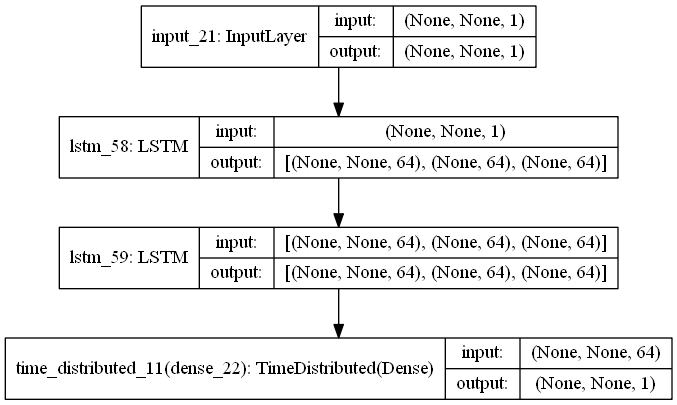 input_21: InputLayer
input:
(None, None, 1)
output:
(None, None, 1)
lstm_58: LSTM
input:
(None, None, 1)
output:
[(None, None, 64), (None, 64), (None, 64)]
lstm_59: LSTM
input:
[(None, None, 64), (None, 64), (None, 64)]
output:
[(None, None, 64), (None, 64), (None, 64)]
time_distributed_11(dense_22): TimeDistributed(Dense)
input:
(None, None, 64)
output:
(None, None, 1)